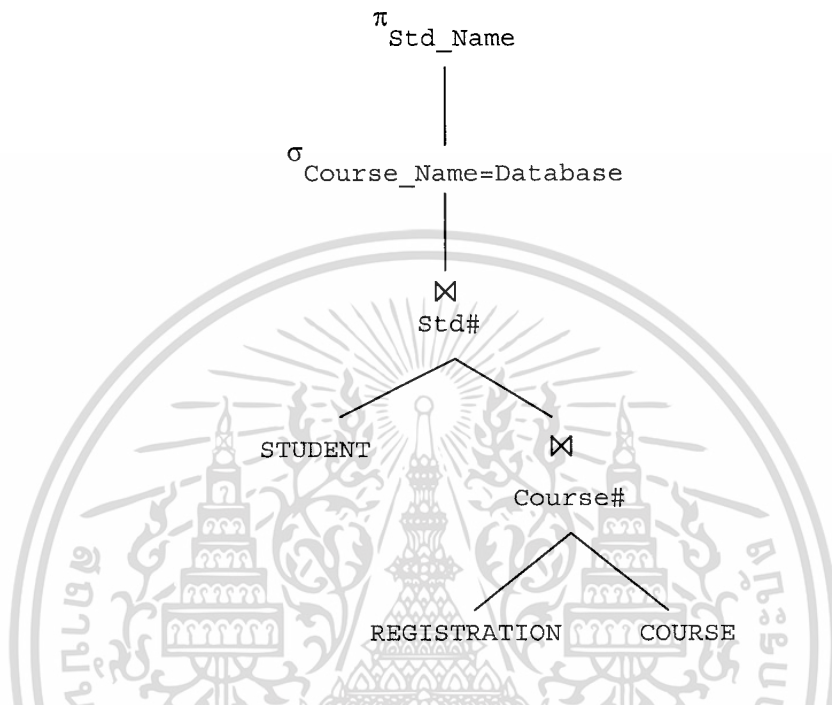 π
Std_Name
σ
Course_Name=Database
⋈
Std#
STUDENT
⋈
Course#
REGISTRATION
COURSE